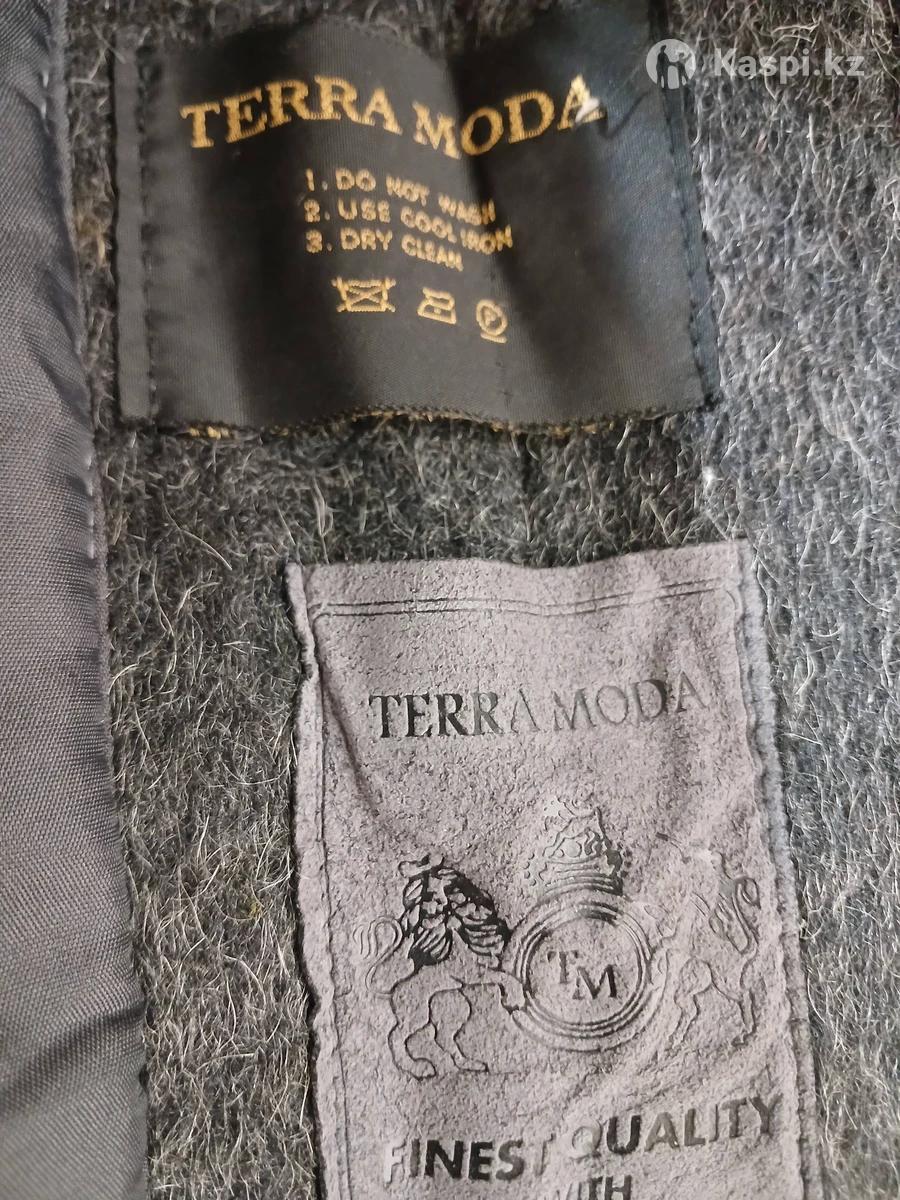 Kaspi.kz
TERRA MODA
1. DO NOT WASH
2. USE COOL IRON
3. DRY CLEAN
P
TERRA MODA
TM
FINEST QUALITY
WITH